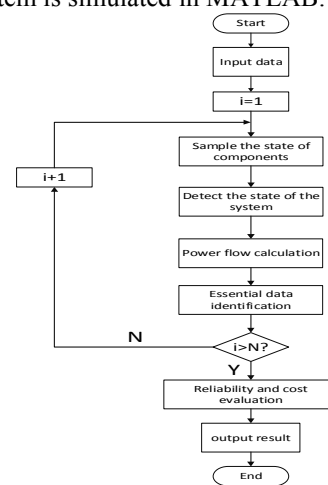 tem is simulated in MATLAB.
Start
Input data
i=1
Sample the state of
components
i+1
Detect the state of the
system
Power flow calculation
Essential data
identification
N
i>N?
Y
Reliability and cost
evaluation
output result
End